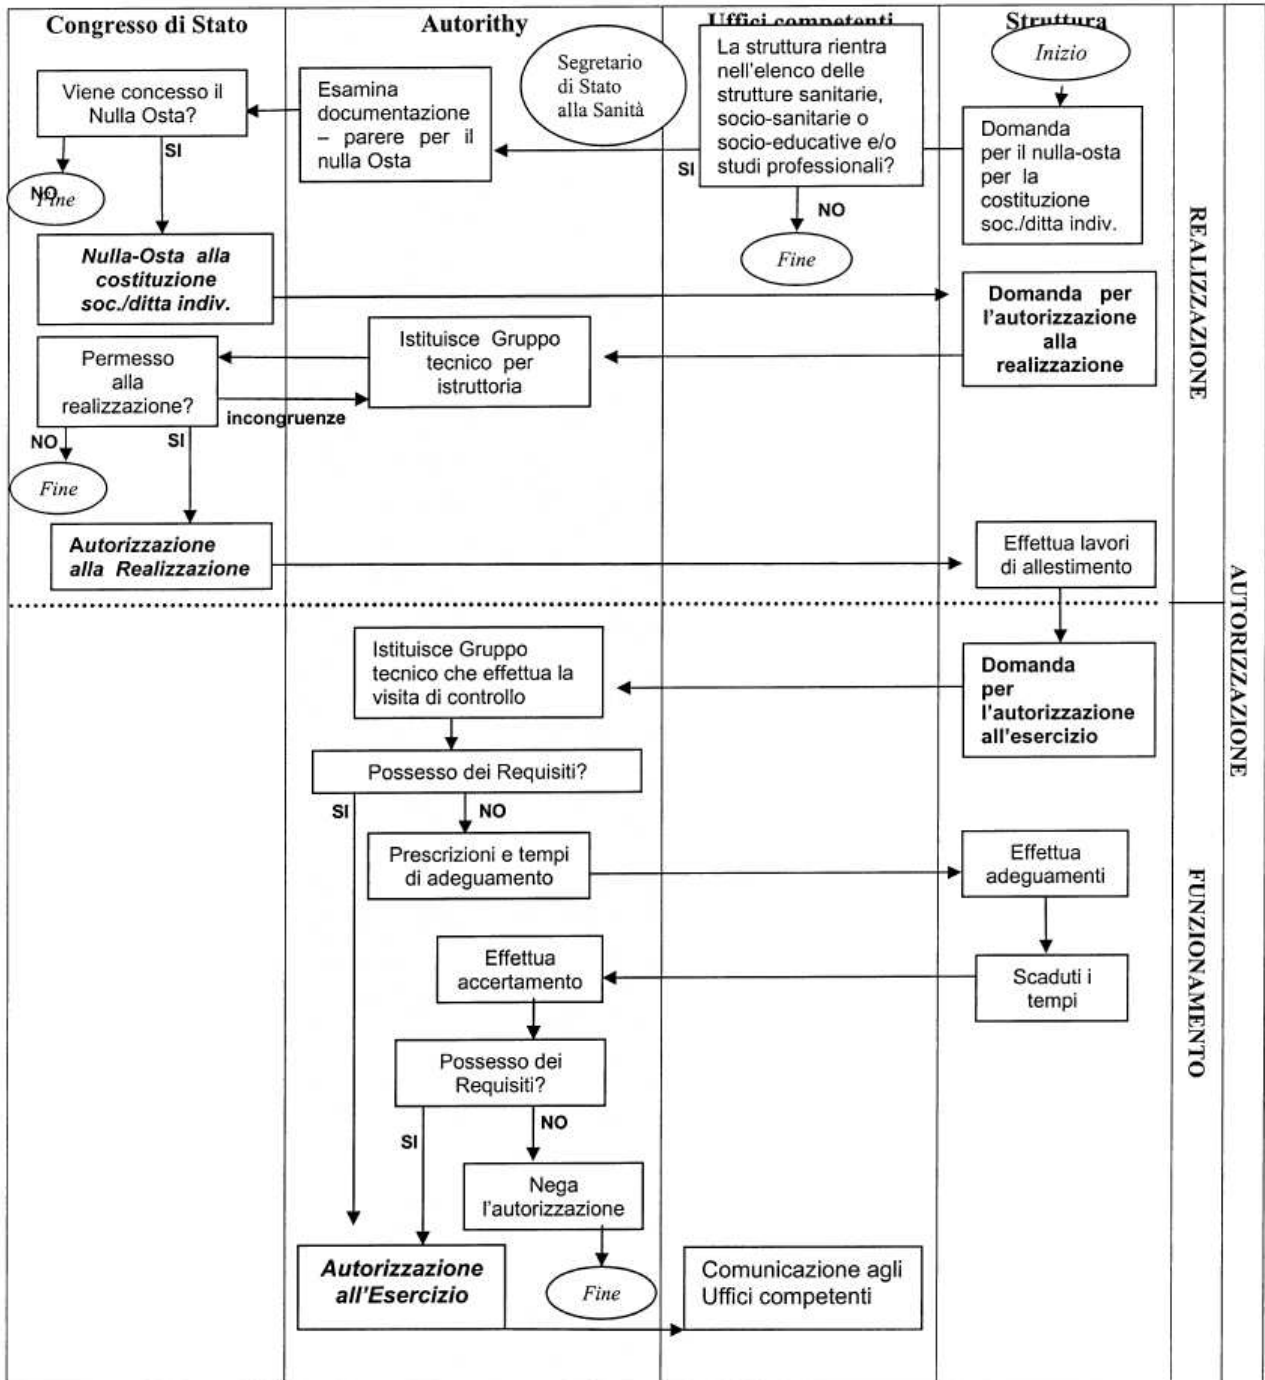 Congresso di Stato
Autorithy
Uffici competenti
Struttura
Viene concesso il
Nulla Osta?
SI
NO
Fine
Esamina
documentazione
– parere per il
nulla Osta
Segretario
di Stato
alla Sanità
La struttura rientra
nell'elenco delle
strutture sanitarie,
socio-sanitarie o
socio-educative e/o
studi professionali?
SI
NO
Fine
Inizio
Domanda
per il nulla-osta
per la
costituzione
soc./ditta indiv.
Nulla-Osta alla
costituzione
soc./ditta indiv.
Domanda per
l'autorizzazione
alla
realizzazione
Permesso
alla
realizzazione?
Istituisce Gruppo
tecnico per
istruttoria
incongruenze
NO
SI
Fine
Autorizzazione
alla Realizzazione
Effettua lavori
di allestimento
REALIZZAZIONE
AUTORIZZAZIONE
Istituisce Gruppo
tecnico che effettua la
visita di controllo
Domanda
per
l'autorizzazione
all'esercizio
Possesso dei Requisiti?
SI
NO
Prescrizioni e tempi
di adeguamento
Effettua
adeguamenti
Effettua
accertamento
Scaduti i
tempi
Possesso dei
Requisiti?
SI
NO
Nega
l'autorizzazione
Autorizzazione
all'Esercizio
Fine
Comunicazione agli
Uffici competenti
FUNZIONAMENTO